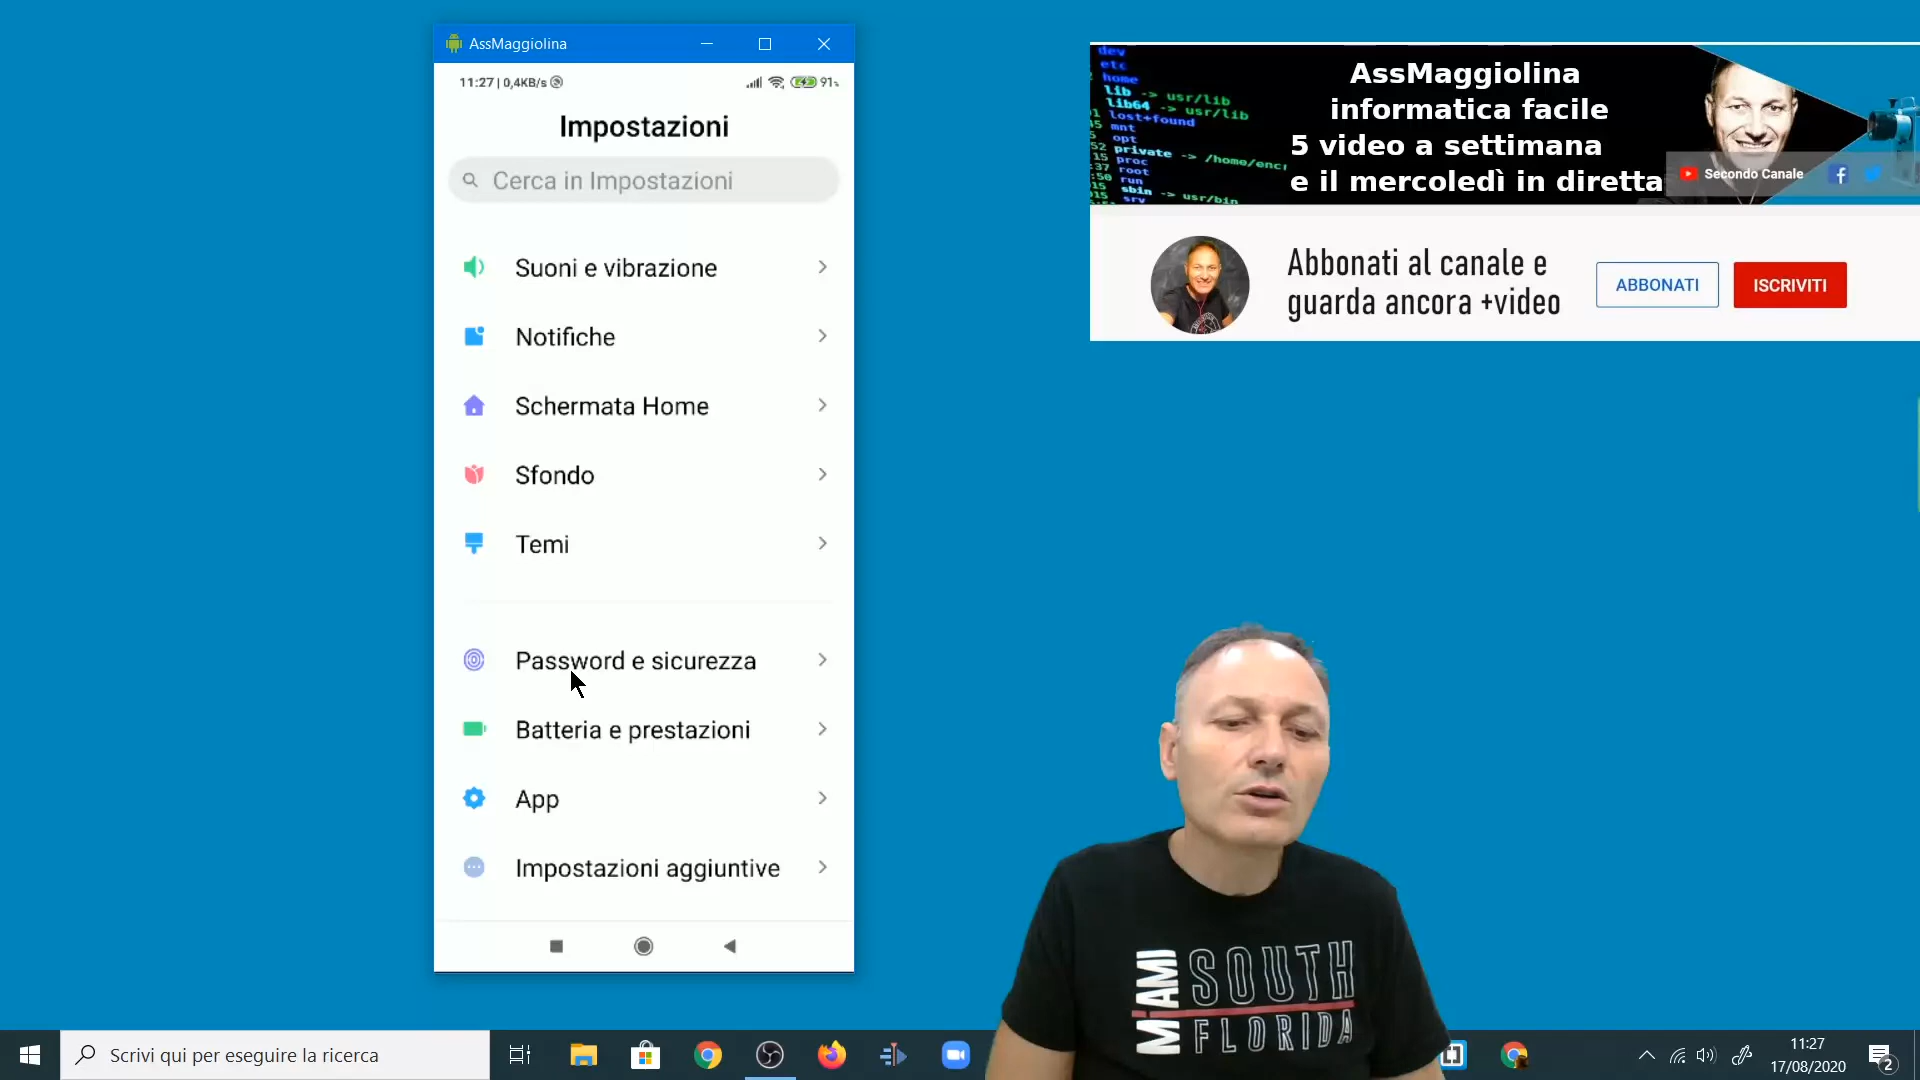 AssMaggiolina
11:27 | 0,4KB/s
91
Impostazioni
Cerca in Impostazioni
Suoni e vibrazione
Notifiche
Schermata Home
Sfondo
Temi
Password e sicurezza
Batteria e prestazioni
App
Impostazioni aggiuntive
dev
etc
home
lib -> usr/lib
lib64 -> usr/lib
lost+found
mnt
opt
private -> /home/encr
proc
root
run
sbin -> usr/bin
srv
AssMaggiolina
informatica facile
5 video a settimana
e il mercoledì in diretta
Secondo Canale
Abbonati al canale e
guarda ancora +video
ABBONATI
ISCRIVITI
MIAMI
SOUTH
FLORIDA
Scrivi qui per eseguire la ricerca
11:27
17/08/2020
2